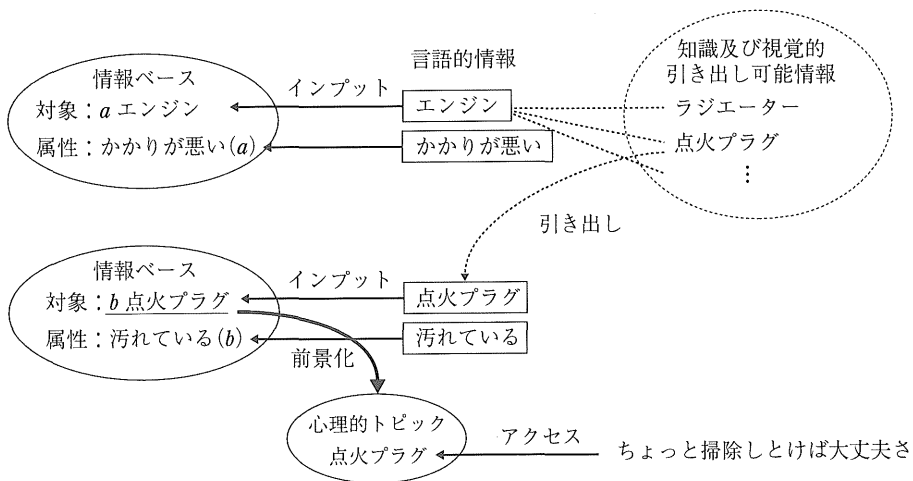 言語的情報
知識及び視覚的
引き出し可能情報
ラジエーター
点火プラグ
⋮
情報ベース
対象：a エンジン
属性：かかりが悪い(a)
インプット
エンジン
かかりが悪い
引き出し
情報ベース
対象：b 点火プラグ
属性：汚れている(b)
インプット
点火プラグ
汚れている
前景化
心理的トピック
点火プラグ
アクセス
ちょっと掃除しとけば大丈夫さ